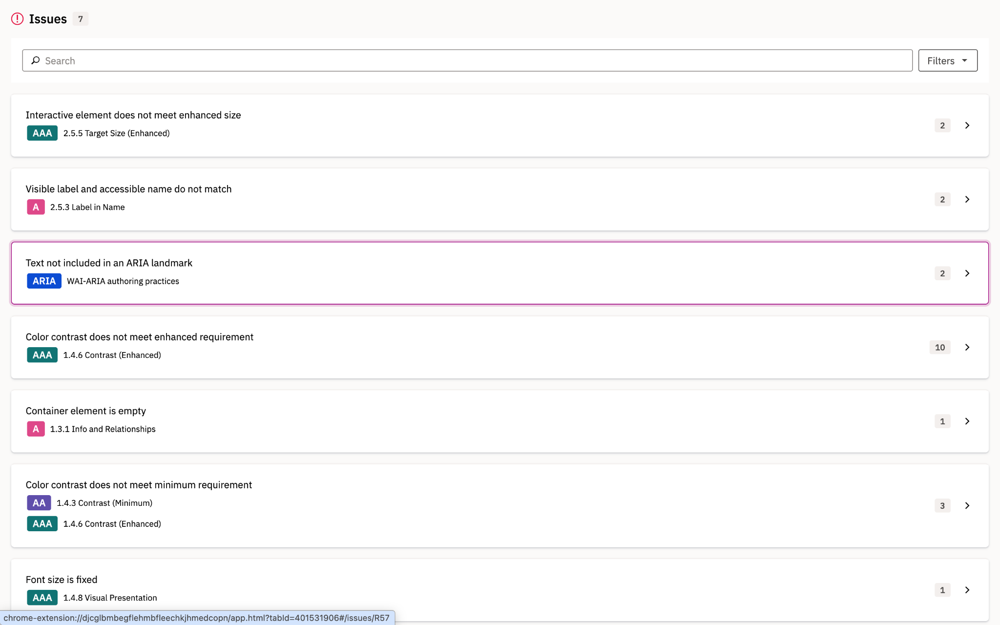 Issues 7
Search
Filters
Interactive element does not meet enhanced size
AAA 2.5.5 Target Size (Enhanced)
2
Visible label and accessible name do not match
A 2.5.3 Label in Name
2
Text not included in an ARIA landmark
ARIA WAI-ARIA authoring practices
2
Color contrast does not meet enhanced requirement
AAA 1.4.6 Contrast (Enhanced)
10
Container element is empty
A 1.3.1 Info and Relationships
1
Color contrast does not meet minimum requirement
AA 1.4.3 Contrast (Minimum)
AAA 1.4.6 Contrast (Enhanced)
3
Font size is fixed
AAA 1.4.8 Visual Presentation
1
chrome-extension://djcglbmbegflehmbfleechkjhmedcopn/app.html?tabId=401531906#/issues/R57